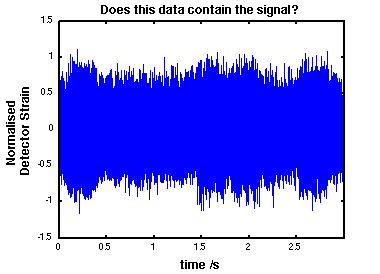 Does this data contain the signal?
1.5
1
0.5
0
-0.5
-1
-1.5
Normalised
Detector Strain
0 0.5 1 1.5 2 2.5
time /s